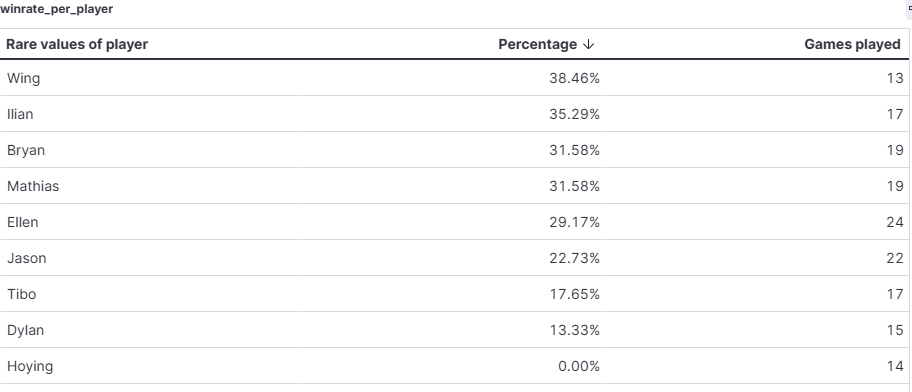 winrate_per_player
Rare values of player Percentage ↓ Games played
Wing 38.46% 13
Ilian 35.29% 17
Bryan 31.58% 19
Mathias 31.58% 19
Ellen 29.17% 24
Jason 22.73% 22
Tibo 17.65% 17
Dylan 13.33% 15
Hoying 0.00% 14